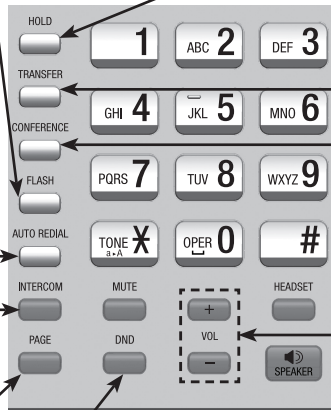 HOLD
1
ABC 2
DEF 3
TRANSFER
GHI 4
JKL 5
MNO 6
CONFERENCE
PQRS 7
TUV 8
WXYZ 9
FLASH
AUTO REDIAL
TONE *
a▸A
OPER 0
#
INTERCOM
MUTE
+
HEADSET
PAGE
DND
VOL
−
SPEAKER